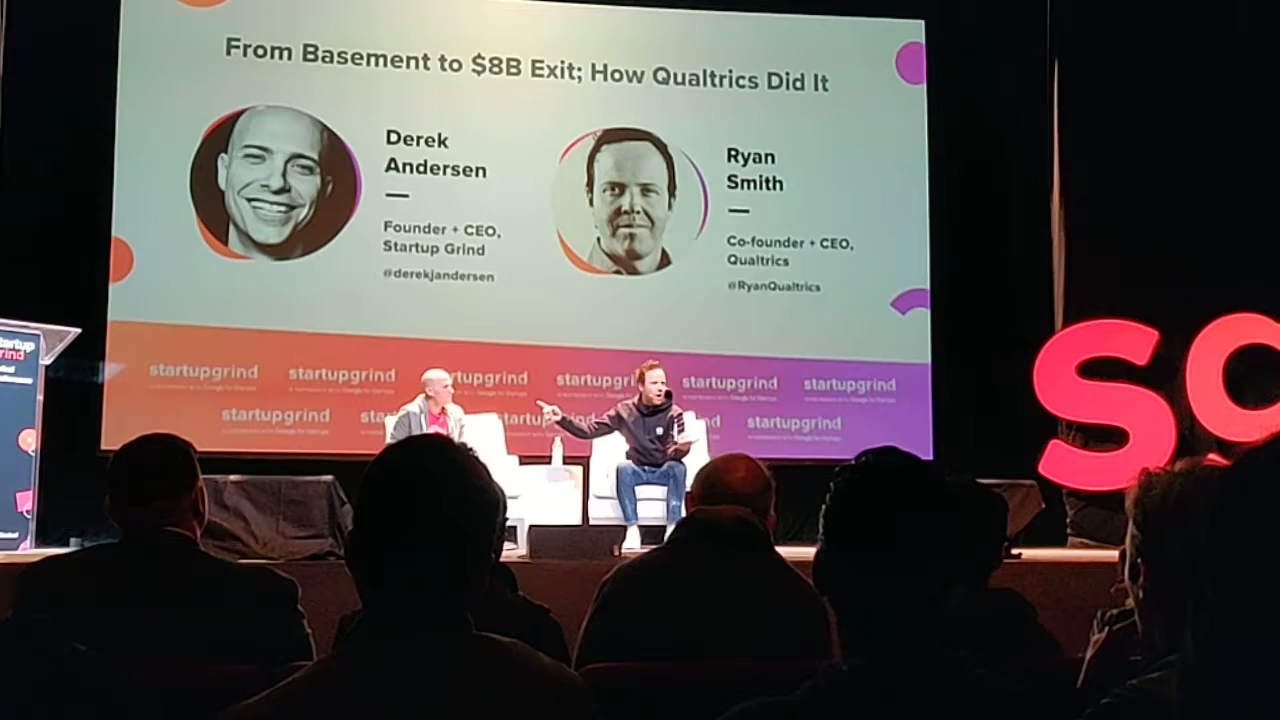 From Basement to $8B Exit; How Qualtrics Did It
Derek
Andersen
Founder + CEO,
Startup Grind
@derekjandersen
Ryan
Smith
Co-founder + CEO,
Qualtrics
@RyanQualtrics
startupgrind
startupgrind
startupgrind
startupgrind
startupgrind
startupgrind
startupgrind
startupgrind